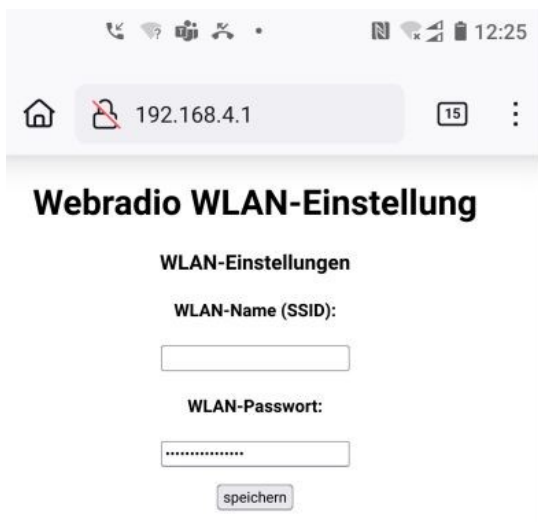 12:25
192.168.4.1
15
Webradio WLAN-Einstellung
WLAN-Einstellungen
WLAN-Name (SSID):
WLAN-Passwort:
................
speichern